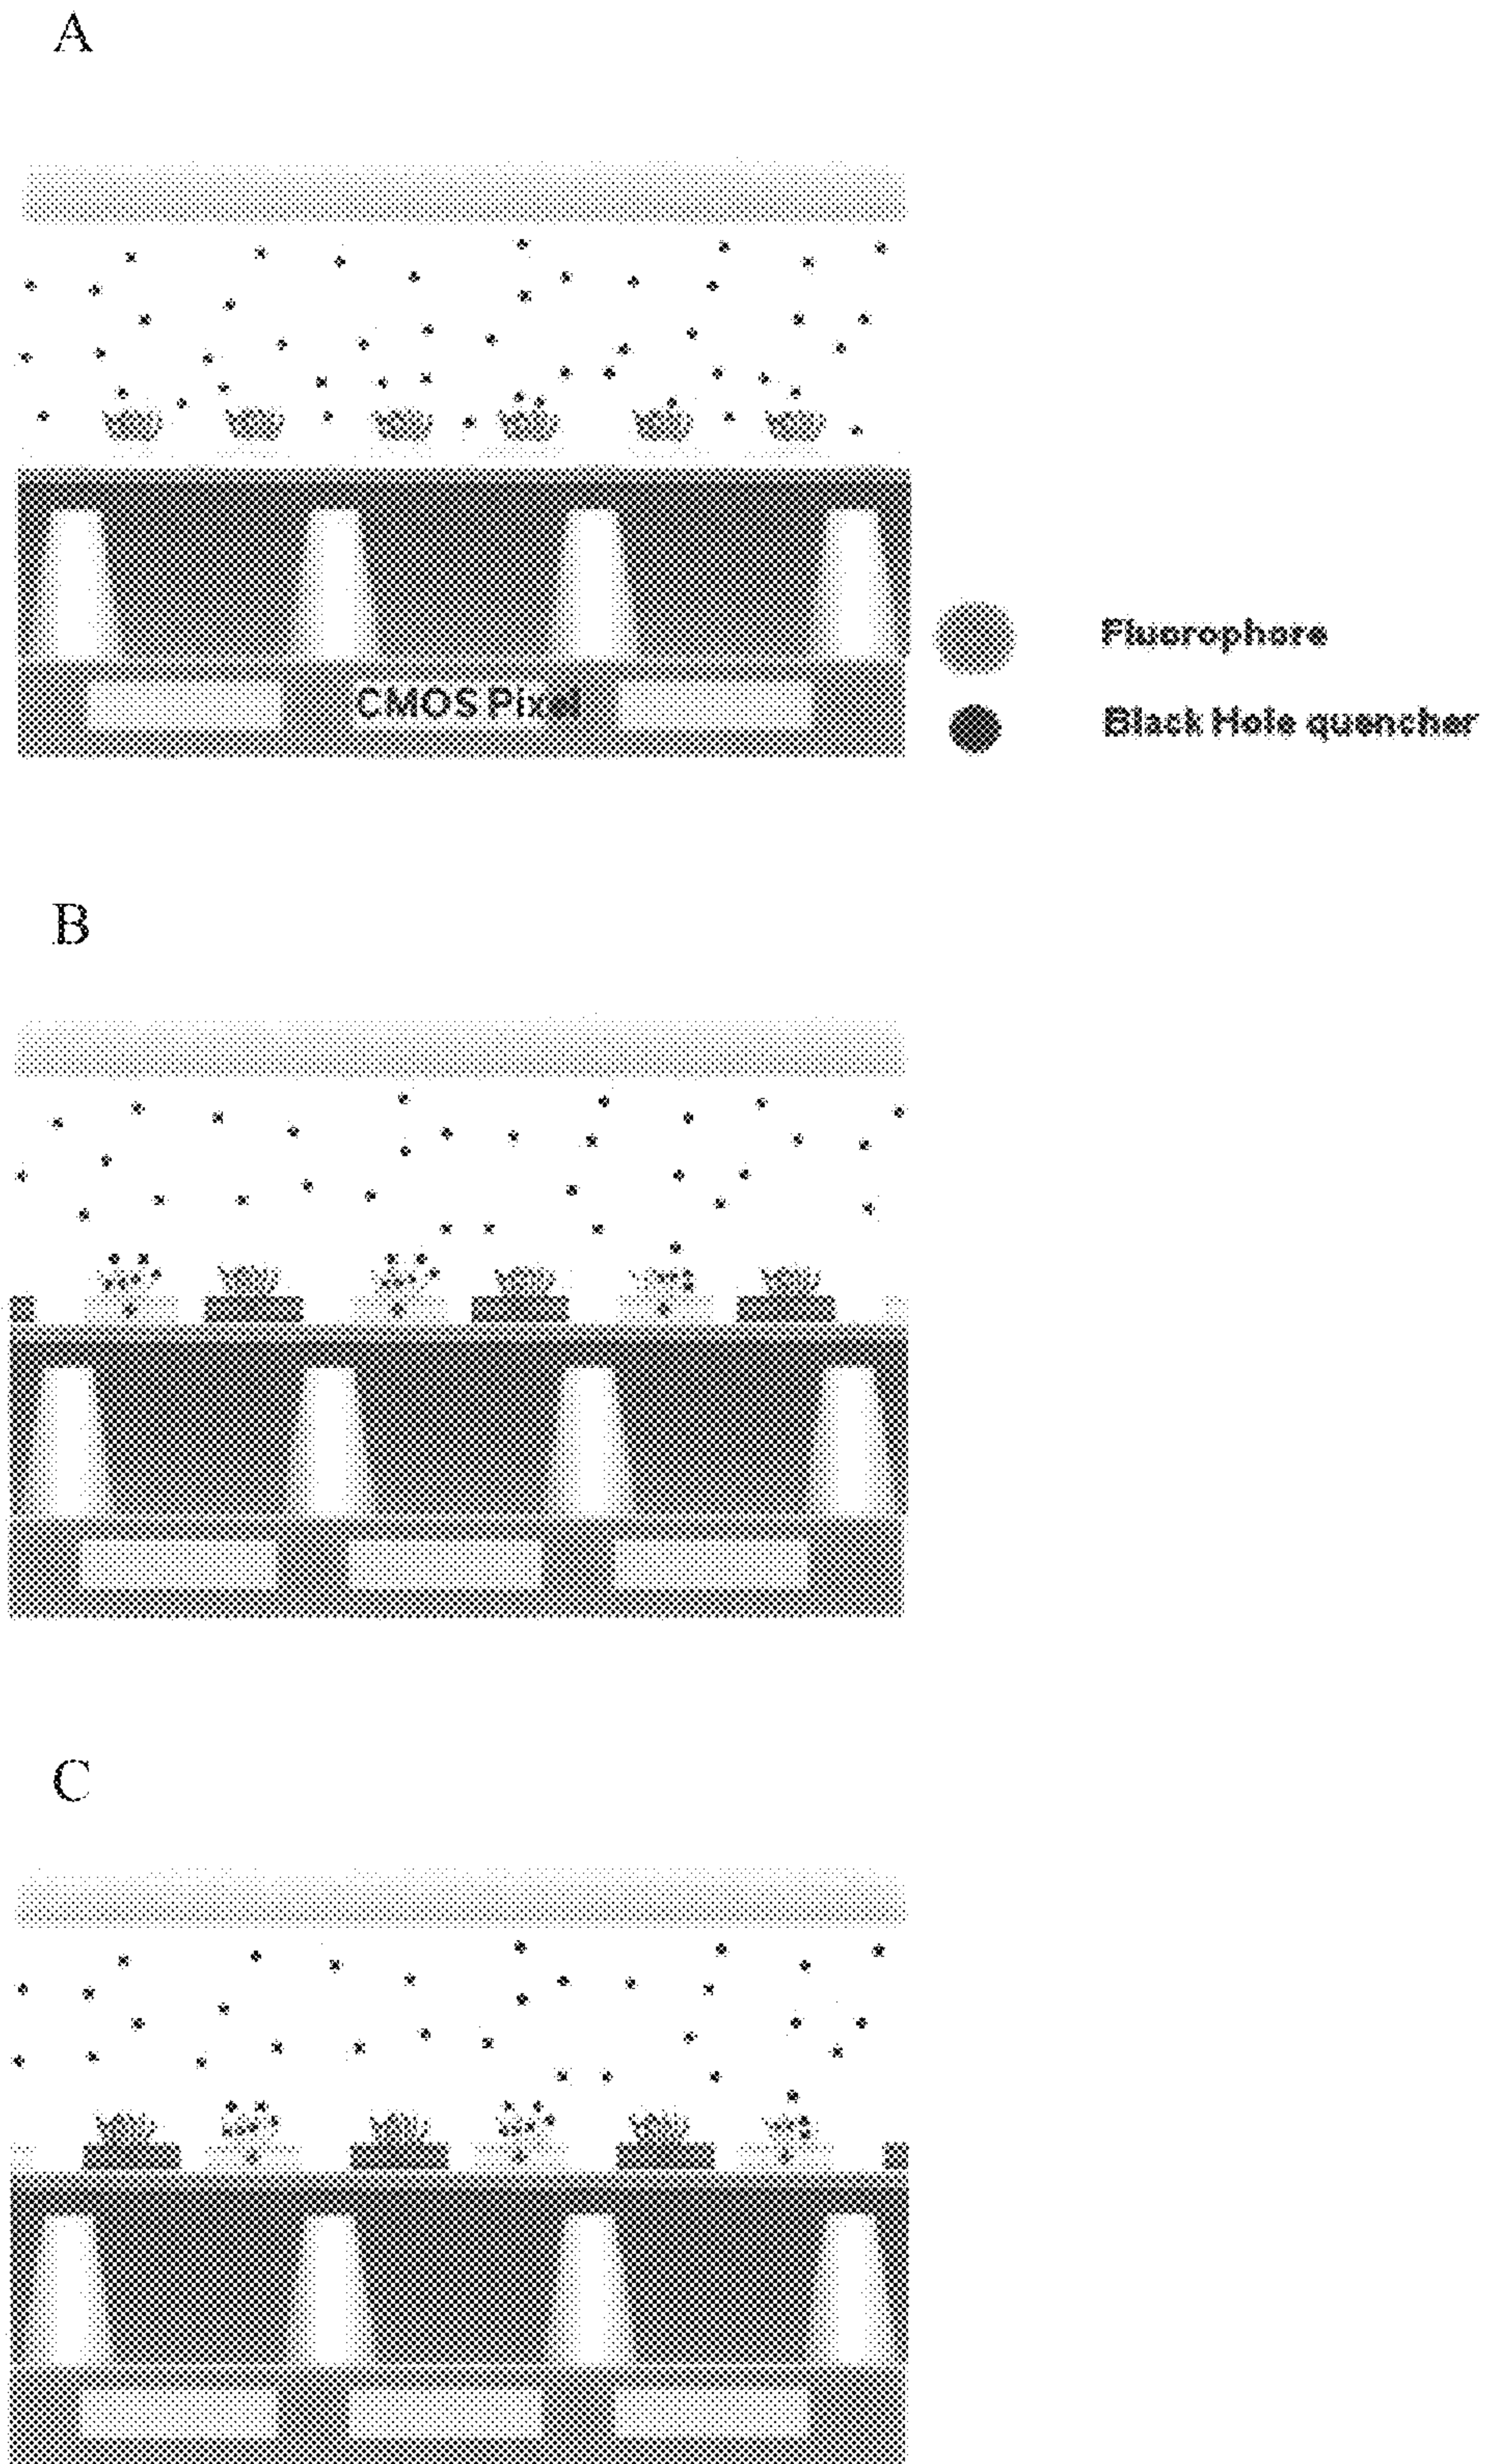 A
CMOS Pixel
Fluorophore
Black Hole quencher
B
C